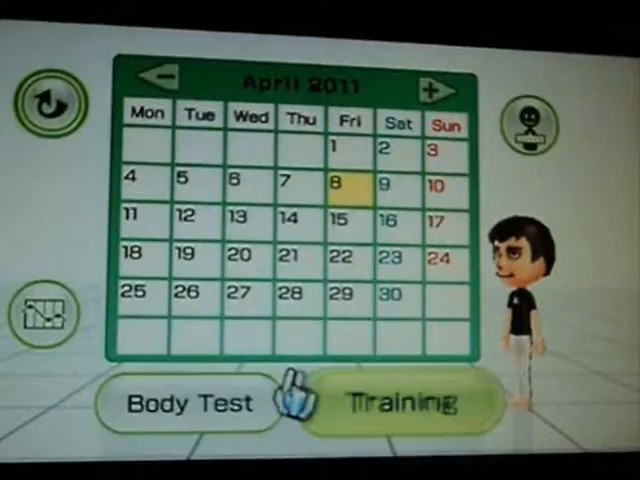 April 2011
Mon Tue Wed Thu Fri Sat Sun
1 2 3
4 5 6 7 8 9 10
11 12 13 14 15 16 17
18 19 20 21 22 23 24
25 26 27 28 29 30
Body Test Training